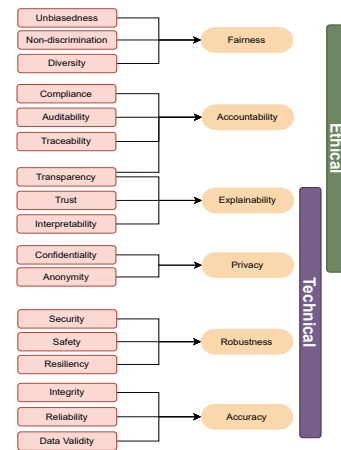 Unbiasedness
Non-discrimination
Diversity
Fairness
Compliance
Auditability
Traceability
Accountability
Transparency
Trust
Interpretability
Explainability
Confidentiality
Anonymity
Privacy
Security
Safety
Resiliency
Robustness
Integrity
Reliability
Data Validity
Accuracy
Ethical
Technical